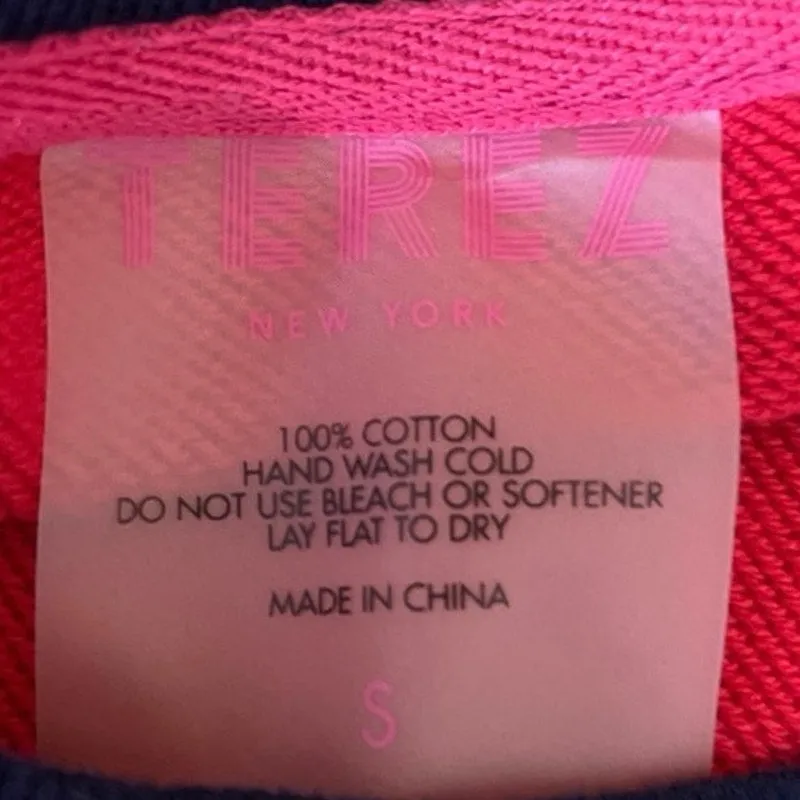 TEREZ
NEW YORK
100% COTTON
HAND WASH COLD
DO NOT USE BLEACH OR SOFTENER
LAY FLAT TO DRY
MADE IN CHINA
S